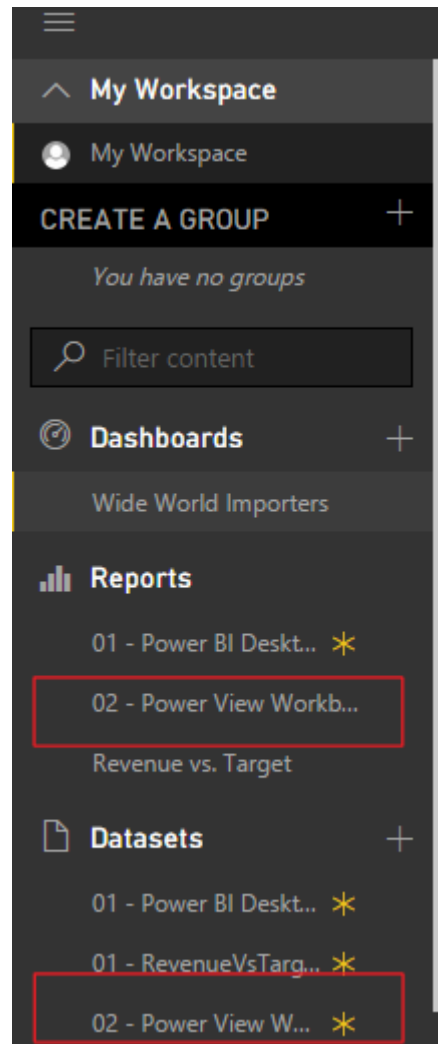 My Workspace
My Workspace
CREATE A GROUP
You have no groups
Filter content
Dashboards
Wide World Importers
Reports
01 - Power BI Deskt...
02 - Power View Workb...
Revenue vs. Target
Datasets
01 - Power BI Deskt...
01 - RevenueVsTarg...
02 - Power View W...